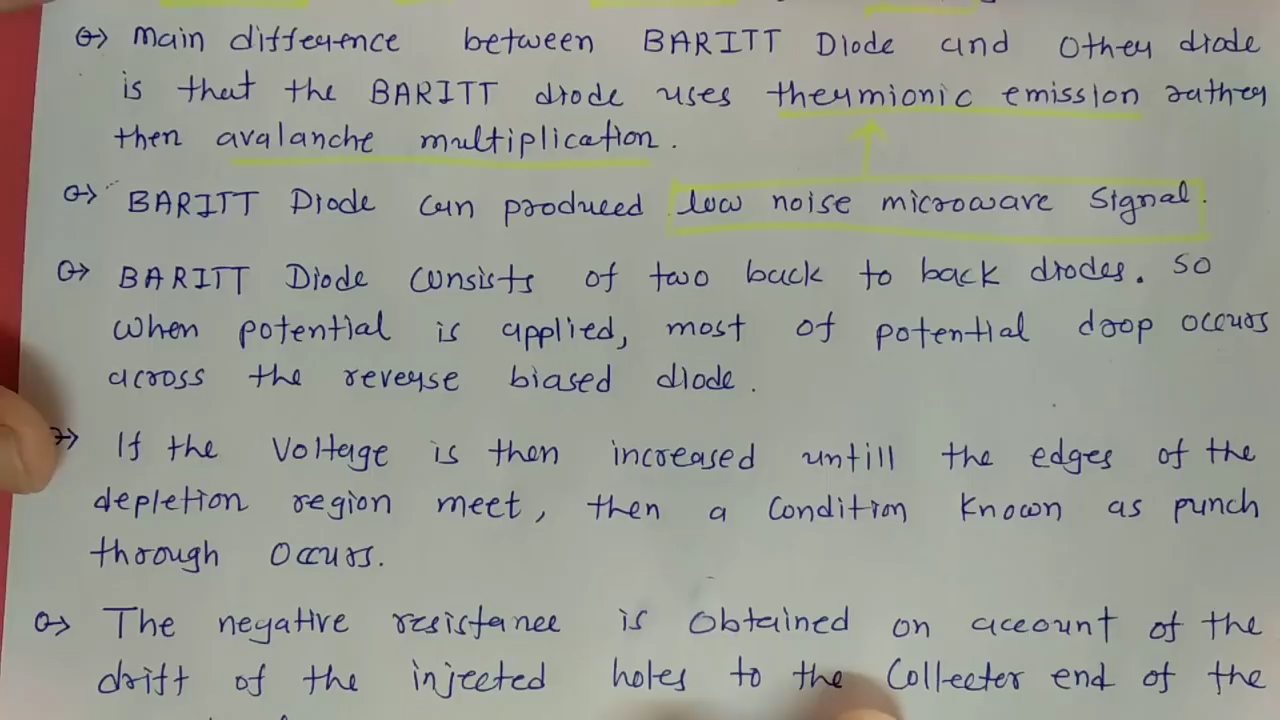 Main difference between BARITT Diode and Other diode
is that the BARITT diode uses thermionic emission rather
then avalanche multiplication.
BARITT Diode can produced low noise microwave Signal.
BARITT Diode consists of two back to back diodes. So
when potential is applied, most of potential drop occurs
across the reverse biased diode.
If the Voltage is then increased untill the edges of the
depletion region meet, then a Condition Known as punch
through Occurs.
The negative resistance is Obtained on account of the
drift of the injected holes to the Collecter end of the